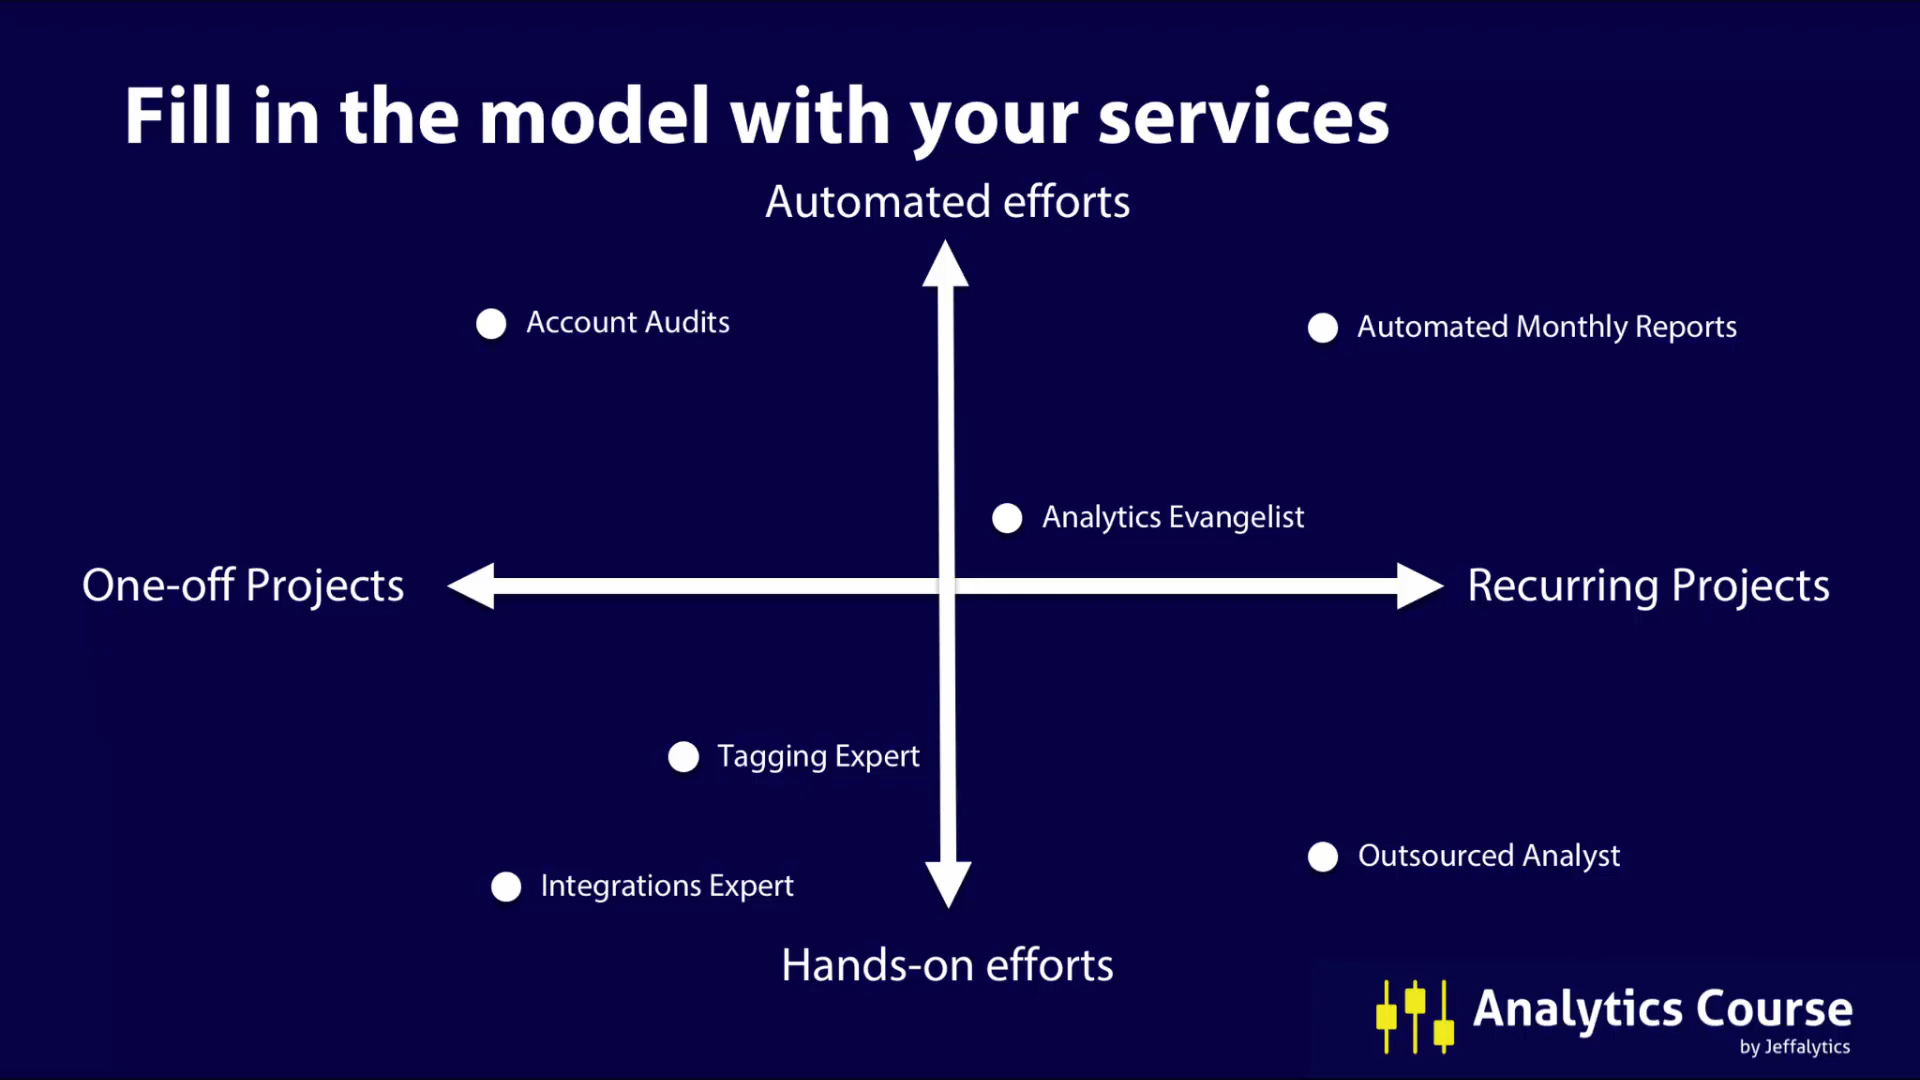 Fill in the model with your services
Automated efforts
Account Audits
Automated Monthly Reports
Analytics Evangelist
One-off Projects
Recurring Projects
Tagging Expert
Outsourced Analyst
Integrations Expert
Hands-on efforts
Analytics Course
by Jeffalytics